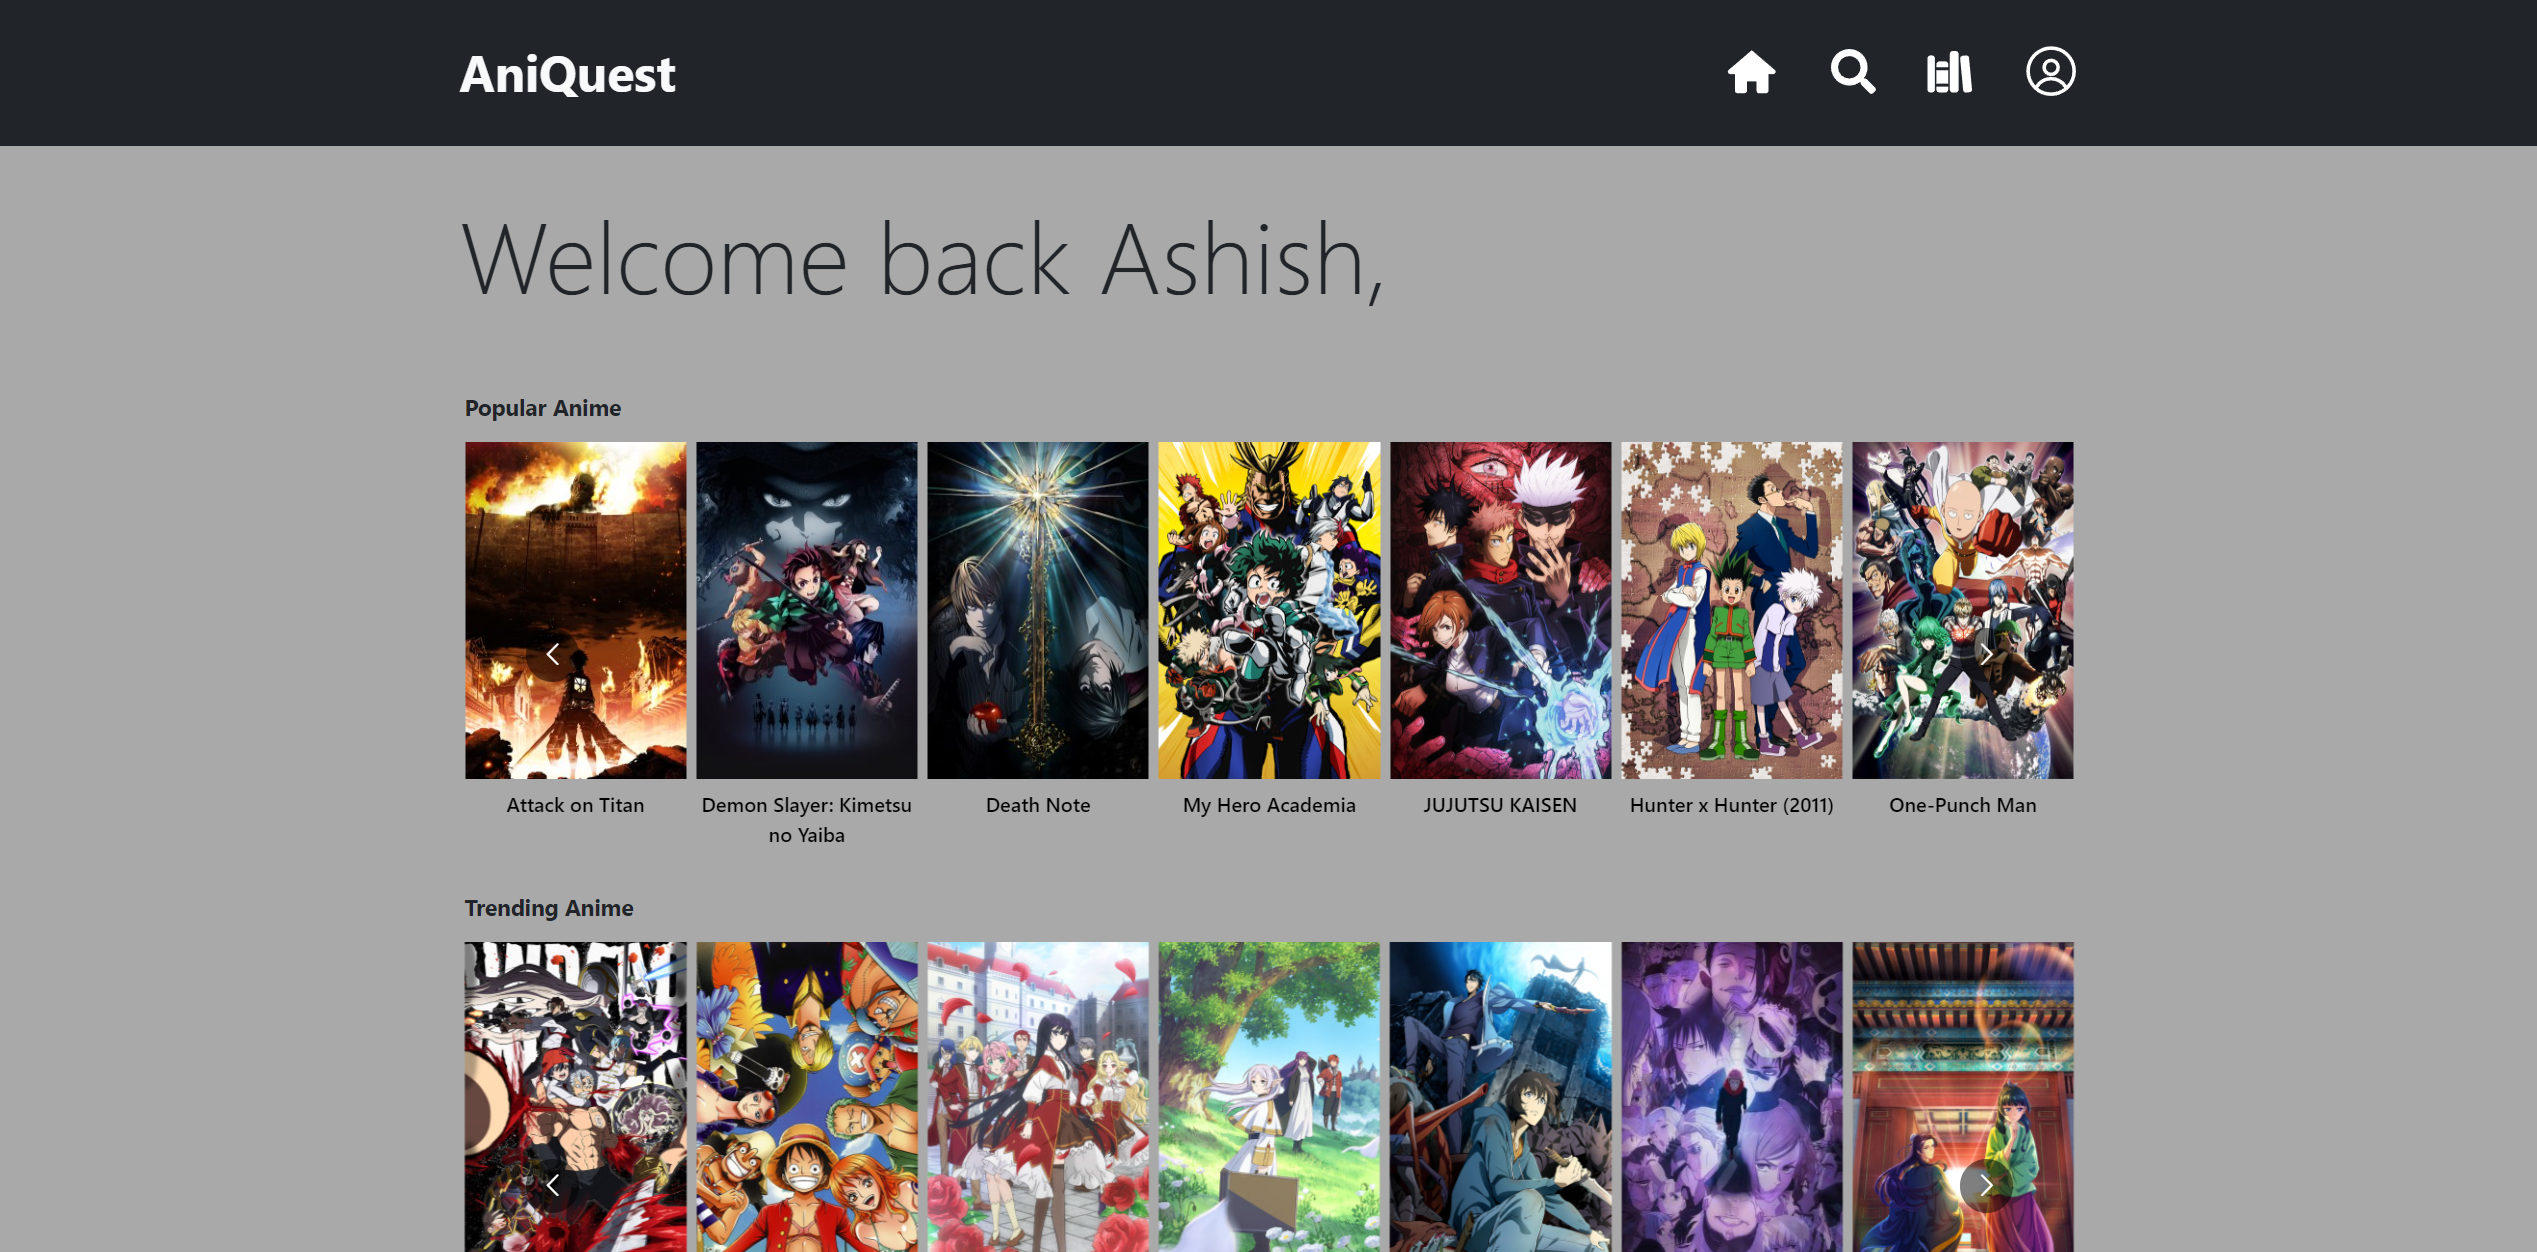 AniQuest
Welcome back Ashish,
Popular Anime
Attack on Titan
Demon Slayer: Kimetsu
no Yaiba
Death Note
My Hero Academia
JUJUTSU KAISEN
Hunter x Hunter (2011)
One-Punch Man
Trending Anime